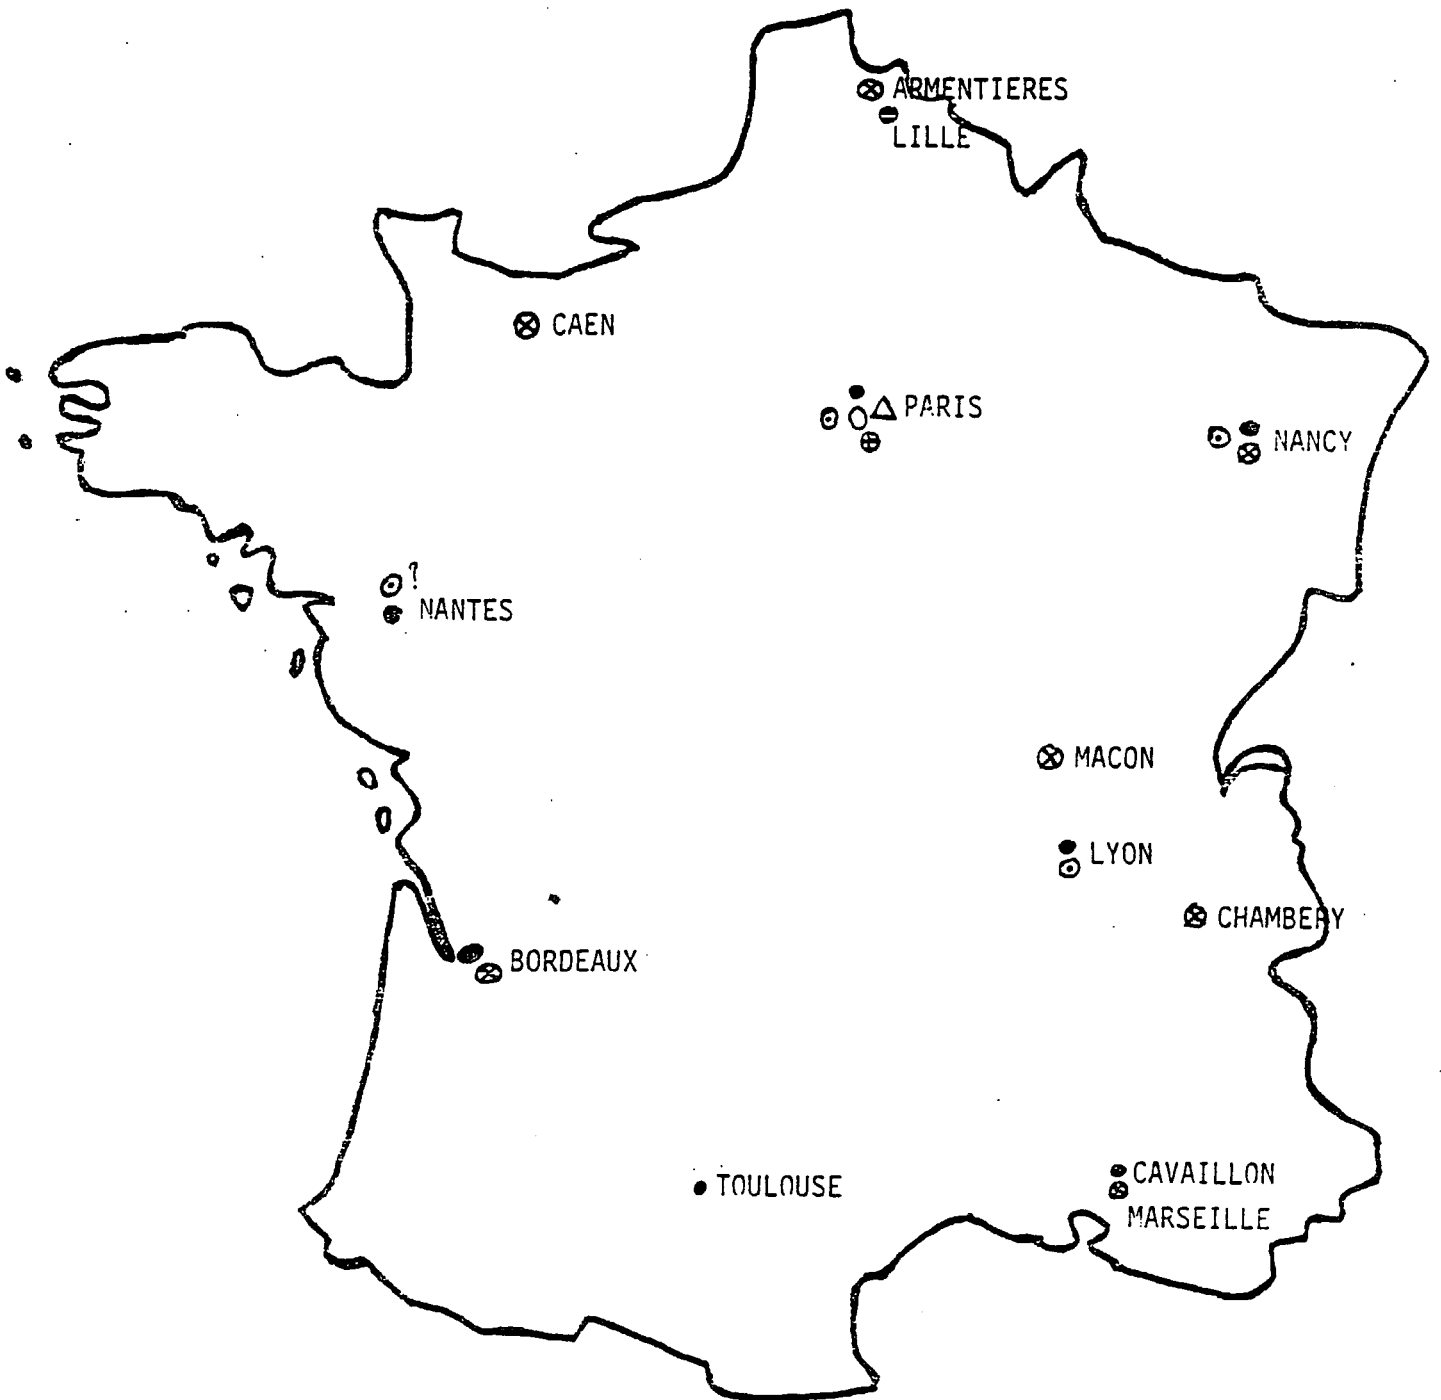 ARMENTIERES
LILLE
CAEN
PARIS
NANCY
?
NANTES
MACON
LYON
CHAMBERY
BORDEAUX
TOULOUSE
CAVAILLON
MARSEILLE